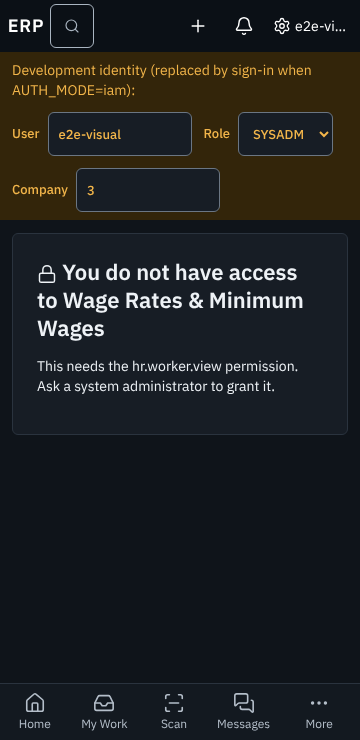 ERP
e2e-vi...
Development identity (replaced by sign-in when
AUTH_MODE=iam):
User e2e-visual Role SYSADM
Company 3
You do not have access
to Wage Rates & Minimum
Wages
This needs the hr.worker.view permission.
Ask a system administrator to grant it.
Home My Work Scan Messages More